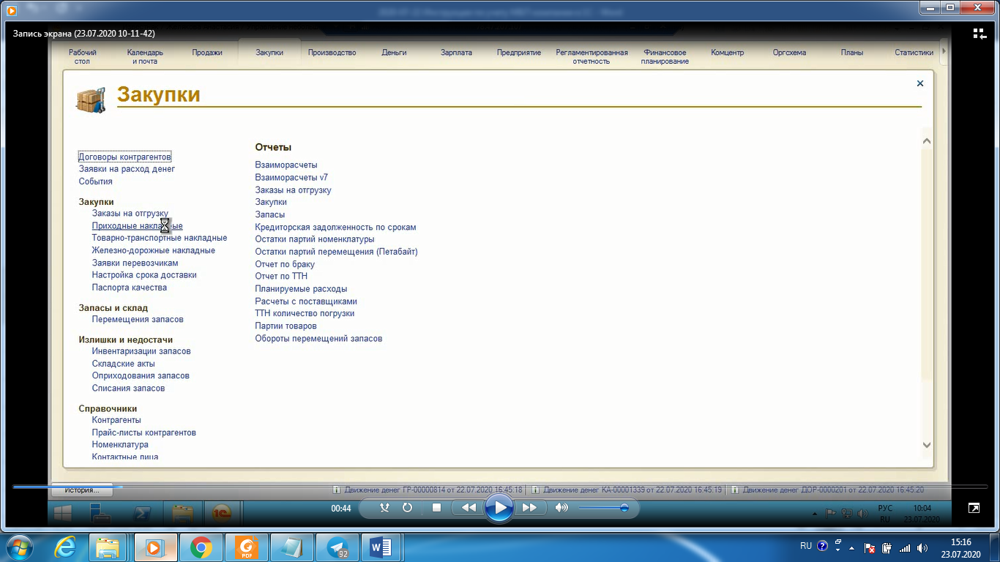 Запись экрана (23.07.2020 10-11-42)
Рабочий стол
Календарь и почта
Продажи
Закупки
Производство
Деньги
Зарплата
Предприятие
Регламентированная отчетность
Финансовое планирование
Комцентр
Оргсхема
Планы
Статистики
Закупки
Договоры контрагентов
Заявки на расход денег
События
Закупки
Заказы на отгрузку
Приходные накладные
Товарно-транспортные накладные
Железно-дорожные накладные
Заявки перевозчикам
Настройка срока доставки
Паспорта качества
Запасы и склад
Перемещения запасов
Излишки и недостачи
Инвентаризации запасов
Складские акты
Оприходования запасов
Списания запасов
Справочники
Контрагенты
Прайс-листы контрагентов
Номенклатура
Контактные лица
Отчеты
Взаиморасчеты
Взаиморасчеты v7
Заказы на отгрузку
Закупки
Запасы
Кредиторская задолженность по срокам
Остатки партий номенклатуры
Остатки партий перемещения (Петабайт)
Отчет по браку
Отчет по ТТН
Планируемые расходы
Расчеты с поставщиками
ТТН количество погрузки
Партии товаров
Обороты перемещений запасов
История...
Движение денег ГР-00000814 от 22.07.2020 16:45:18
Движение денег КА-00001339 от 22.07.2020 16:45:19
Движение денег ДОР-0000201 от 22.07.2020 16:45:20
00:44
РУС
RU
10:04
23.07.2020
PDF
92
RU
15:16
23.07.2020